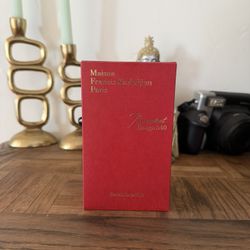 Maison
Francis Kurkdjian
Paris
Baccarat
Rouge 540